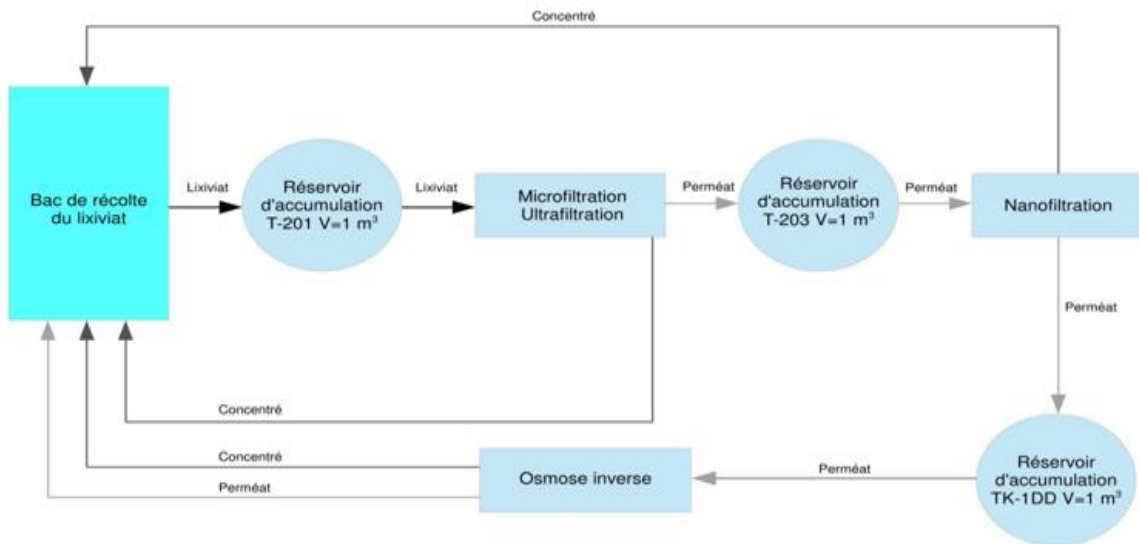 Concentré
Bac de récolte
du lixiviat
Lixiviat
Réservoir
d'accumulation
T-201 V=1 m³
Lixiviat
Microfiltration
Ultrafiltration
Perméat
Réservoir
d'accumulation
T-203 V=1 m³
Perméat
Nanofiltration
Perméat
Concentré
Concentré
Perméat
Osmose inverse
Perméat
Réservoir
d'accumulation
TK-1DD V=1 m³